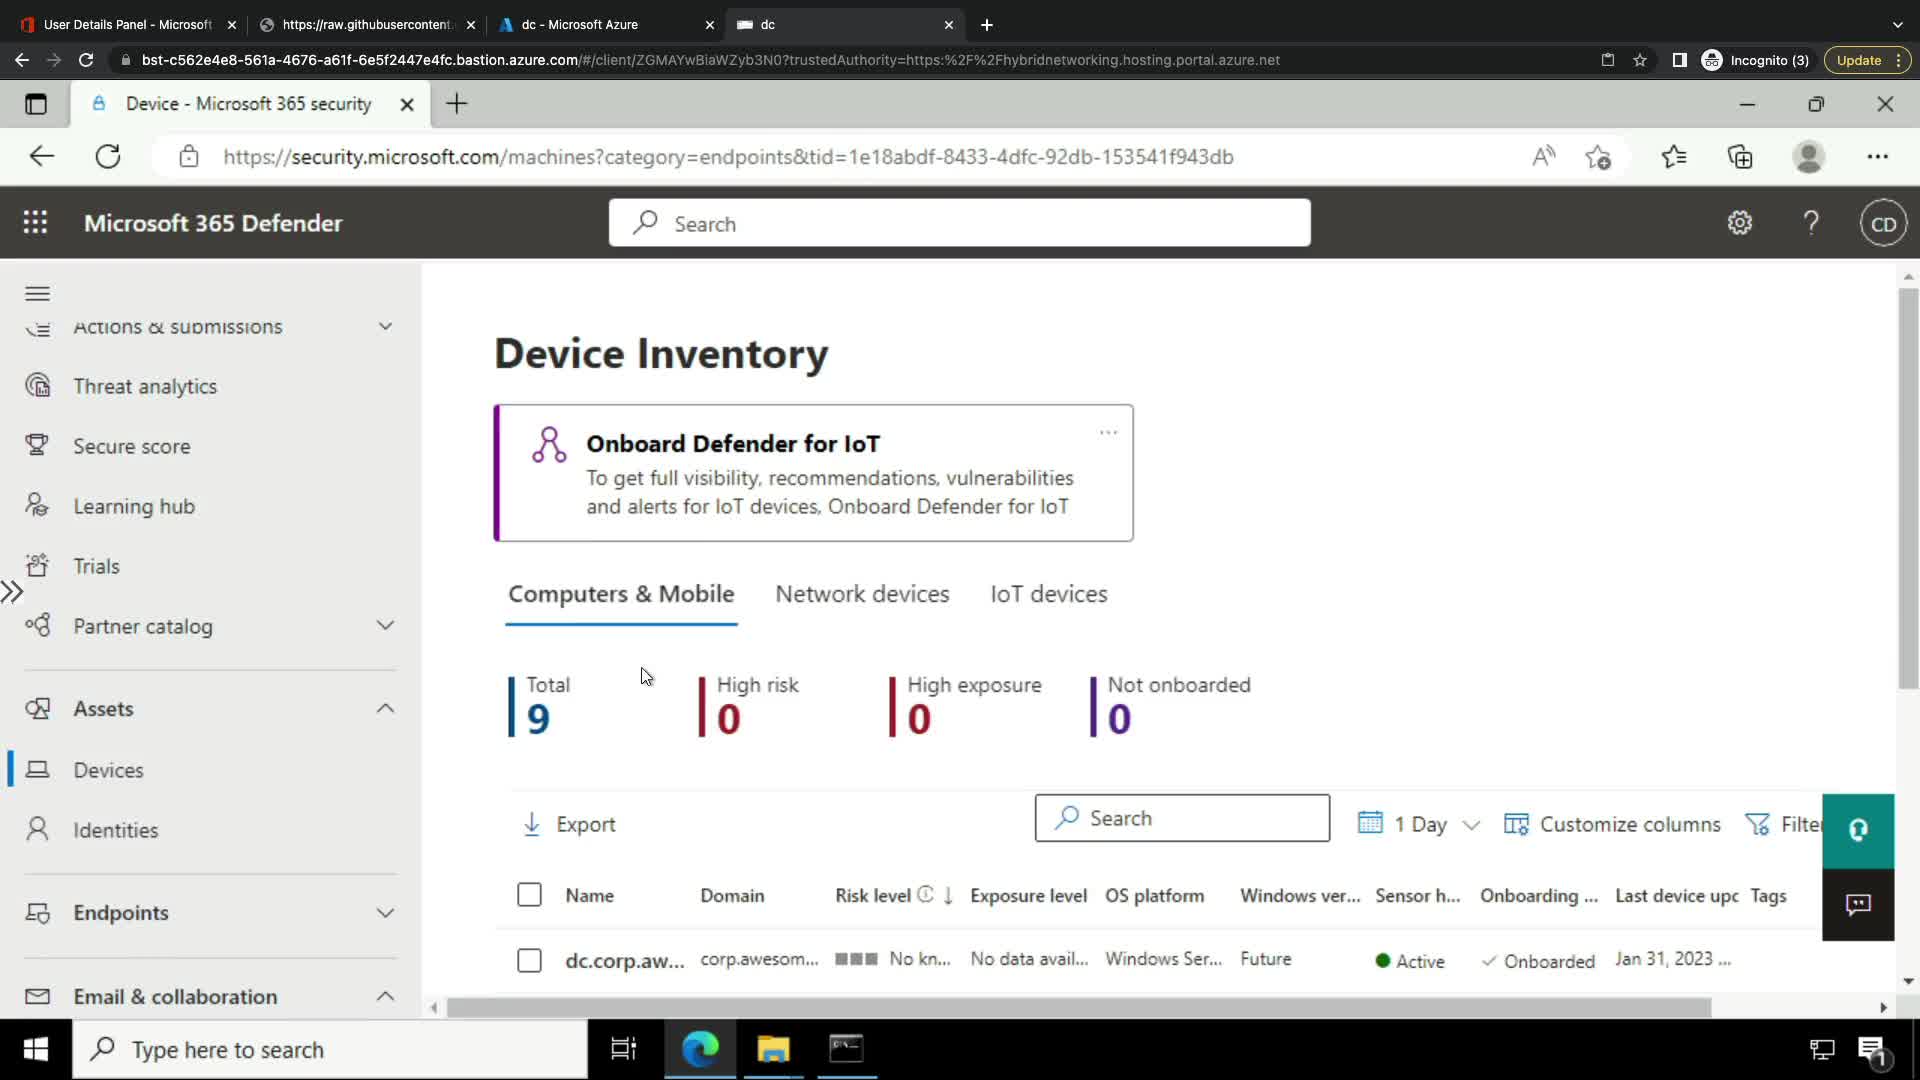 User Details Panel - Microsoft
https://raw.githubusercontent.
dc - Microsoft Azure
dc
bst-c562e4e8-561a-4676-a61f-6e5f2447e4fc.bastion.azure.com/#/client/ZGMAYwBiaWZyb3N0?trustedAuthority=https:%2F%2Fhybridnetworking.hosting.portal.azure.net
Incognito (3)
Update
Device - Microsoft 365 security
https://security.microsoft.com/machines?category=endpoints&tid=1e18abdf-8433-4dfc-92db-153541f943db
Microsoft 365 Defender
Search
CD
Actions & submissions
Threat analytics
Secure score
Learning hub
Trials
Partner catalog
Assets
Devices
Identities
Endpoints
Email & collaboration
Device Inventory
Onboard Defender for IoT
To get full visibility, recommendations, vulnerabilities
and alerts for IoT devices, Onboard Defender for IoT
Computers & Mobile
Network devices
IoT devices
Total
9
High risk
0
High exposure
0
Not onboarded
0
Export
Search
1 Day
Customize columns
Filte
Name Domain Risk level Exposure level OS platform Windows ver... Sensor h... Onboarding ... Last device upc Tags
dc.corp.aw... corp.awesom... No kn... No data avail... Windows Ser... Future Active Onboarded Jan 31, 2023 ...
Type here to search
1